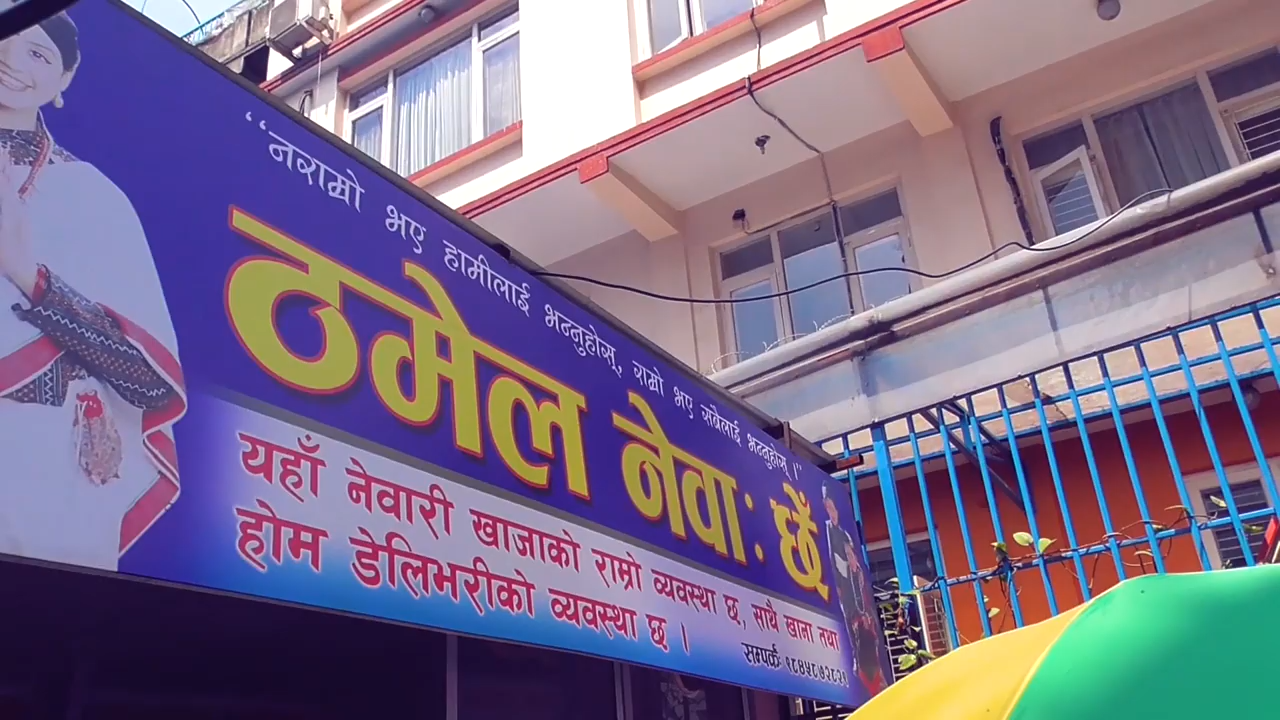 “नराम्रो भए हामीलाई भन्नुहोस्, राम्रो भए सबैलाई भन्नुहोस् ।”
ठमेल नेवा: छेँ
यहाँ नेवारी खाजाको राम्रो व्यवस्था छ, साथै खाना तथा
होम डेलिभरीको व्यवस्था छ ।
सम्पर्कः